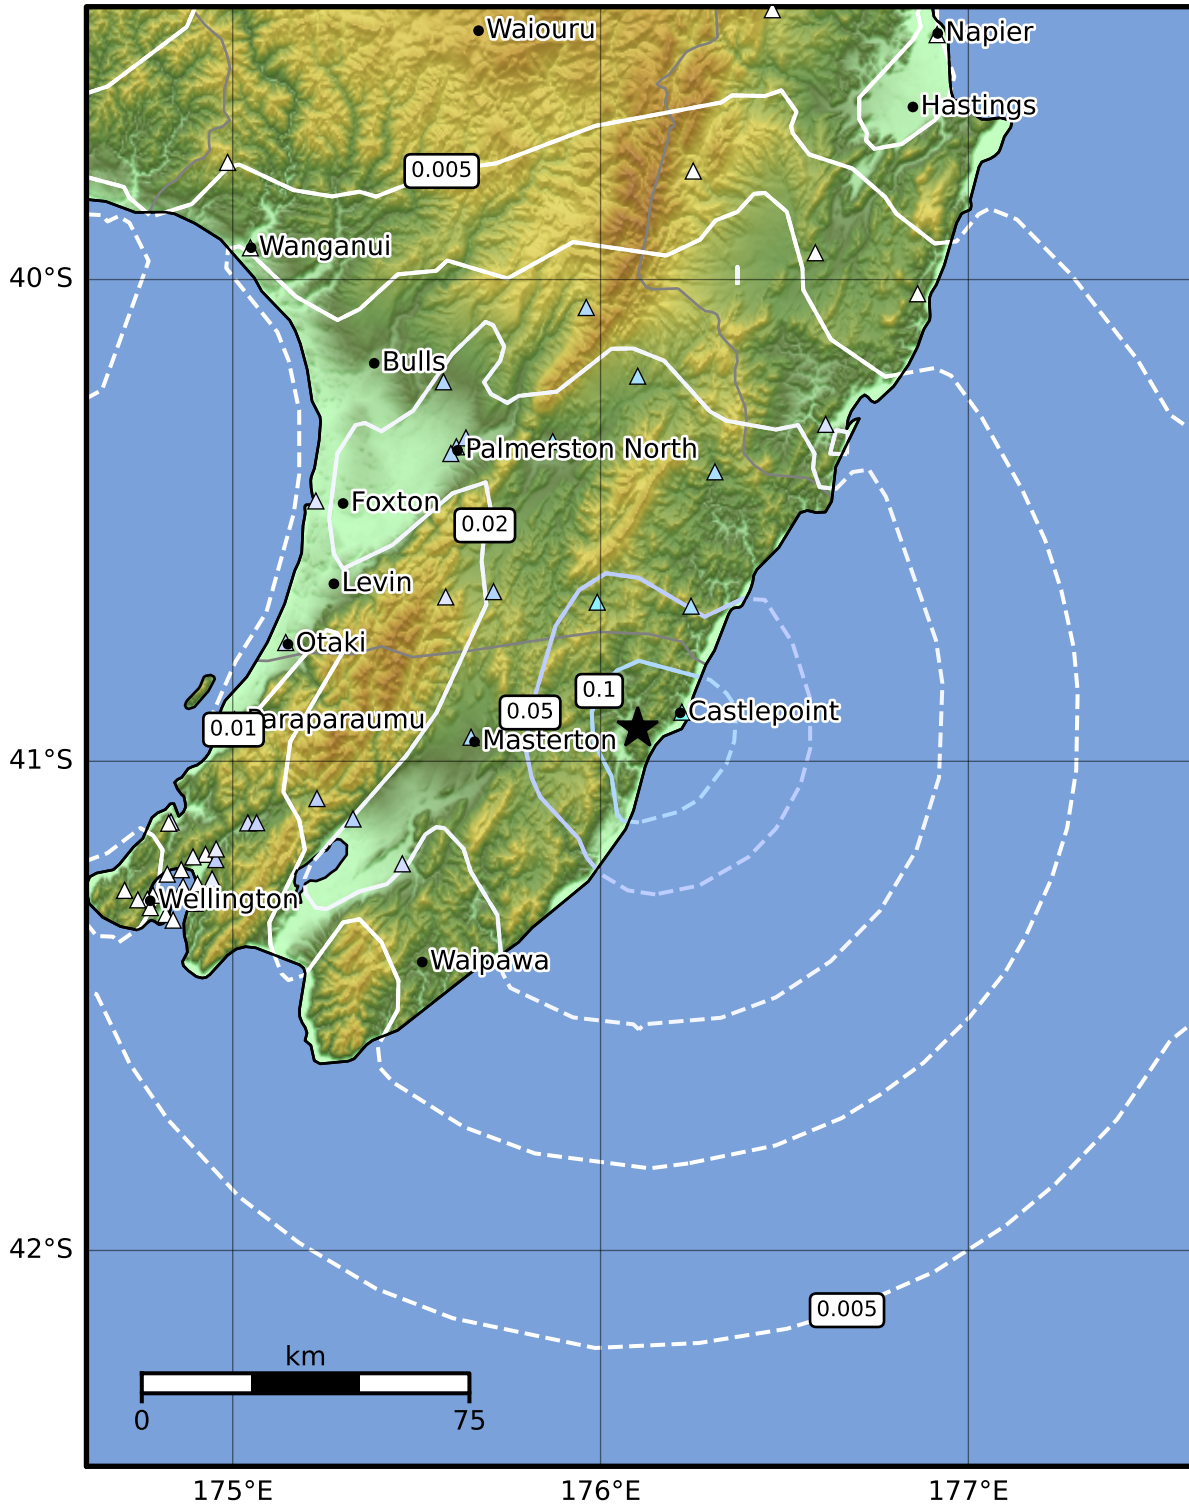 Waiouru
Napier
Hastings
0.005
Wanganui
40°S
Bulls
Palmerston North
Foxton
0.02
Levin
Otaki
0.1
0.05
Castlepoint
Paraparaumu
0.01
Masterton
41°S
Wellington
Waipawa
42°S
0.005
km
0 75
175°E 176°E 177°E